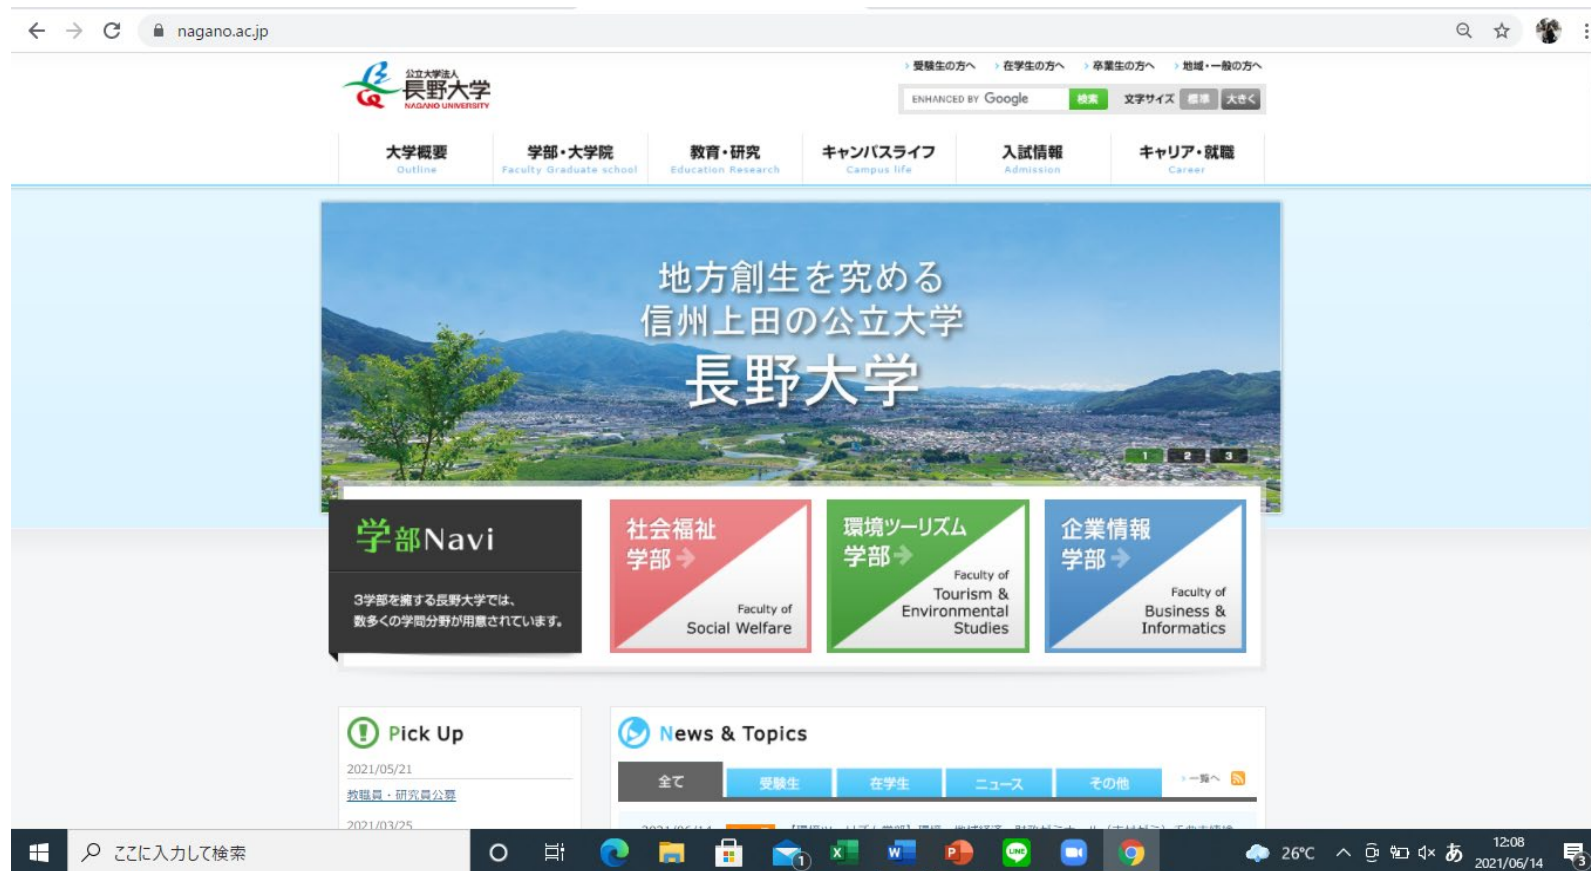 nagano.ac.jp
公立大学法人
長野大学
NAGANO UNIVERSITY
受験生の方へ 在学生の方へ 卒業生の方へ 地域・一般の方へ
ENHANCED BY Google 検索 文字サイズ 標準 大きく
大学概要 学部・大学院 教育・研究 キャンパスライフ 入試情報 キャリア・就職
Outline Faculty Graduate school Education Research Campus life Admission Career
地方創生を究める
信州上田の公立大学
長野大学
1 2 3
学部Navi
3学部を擁する長野大学では、
数多くの学問分野が用意されています。
社会福祉
学部
Faculty of
Social Welfare
環境ツーリズム
学部
Faculty of
Tourism &
Environmental
Studies
企業情報
学部
Faculty of
Business &
Informatics
Pick Up
2021/05/21
教職員・研究員公募
2021/03/25
News & Topics
全て 受験生 在学生 ニュース その他 一覧へ
2021/06/14
ここに入力して検索
1
LINE
26℃
あ
12:08
2021/06/14
3